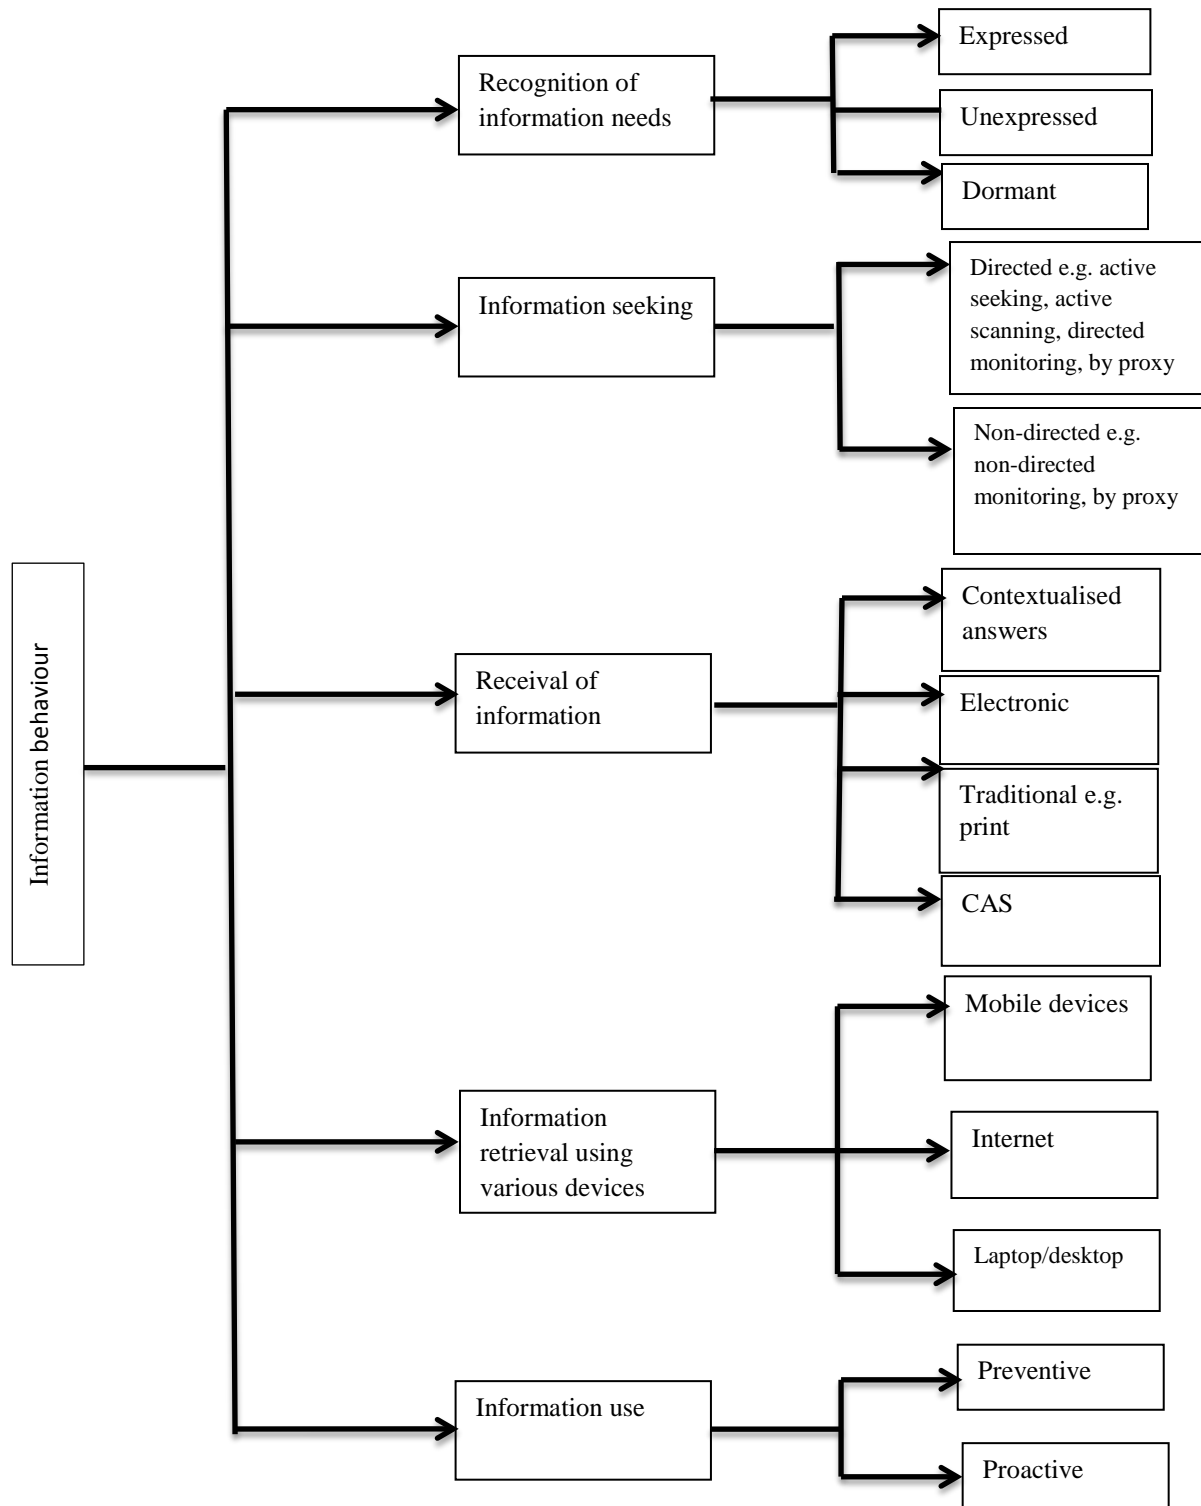 Information behaviour
Recognition of
information needs
Expressed
Unexpressed
Dormant
Information seeking
Directed e.g. active
seeking, active
scanning, directed
monitoring, by proxy
Non-directed e.g.
non-directed
monitoring, by proxy
Receival of
information
Contextualised
answers
Electronic
Traditional e.g.
print
CAS
Information
retrieval using
various devices
Mobile devices
Internet
Laptop/desktop
Information use
Preventive
Proactive